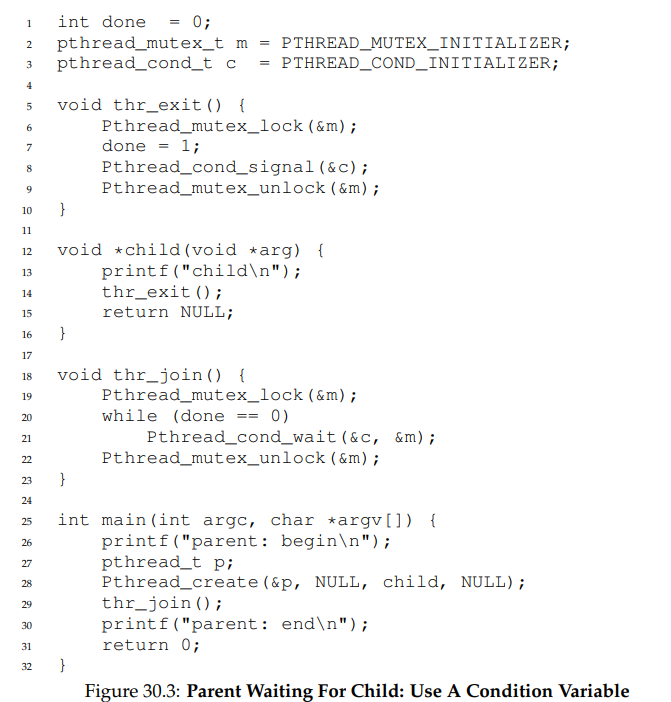 1 int done = 0;
2 pthread_mutex_t m = PTHREAD_MUTEX_INITIALIZER;
3 pthread_cond_t c = PTHREAD_COND_INITIALIZER;
4
5 void thr_exit() {
6 Pthread_mutex_lock(&m);
7 done = 1;
8 Pthread_cond_signal(&c);
9 Pthread_mutex_unlock(&m);
10 }
11
12 void *child(void *arg) {
13 printf("child\n");
14 thr_exit();
15 return NULL;
16 }
17
18 void thr_join() {
19 Pthread_mutex_lock(&m);
20 while (done == 0)
21 Pthread_cond_wait(&c, &m);
22 Pthread_mutex_unlock(&m);
23 }
24
25 int main(int argc, char *argv[]) {
26 printf("parent: begin\n");
27 pthread_t p;
28 Pthread_create(&p, NULL, child, NULL);
29 thr_join();
30 printf("parent: end\n");
31 return 0;
32 }
Figure 30.3: Parent Waiting For Child: Use A Condition Variable